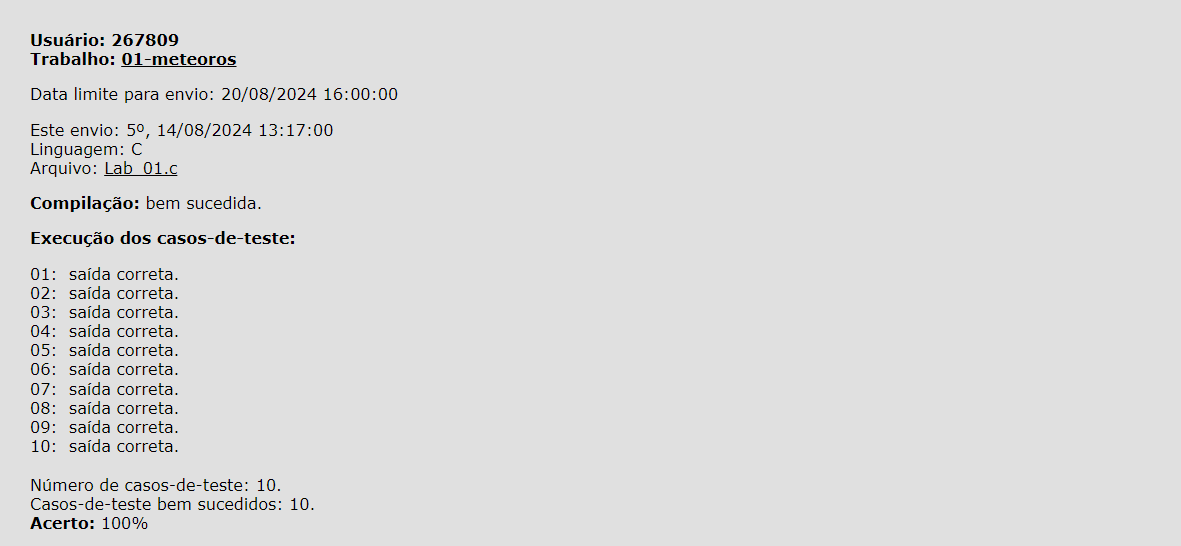 Usuário: 267809
Trabalho: 01-meteoros
Data limite para envio: 20/08/2024 16:00:00
Este envio: 5º, 14/08/2024 13:17:00
Linguagem: C
Arquivo: Lab_01.c
Compilação: bem sucedida.
Execução dos casos-de-teste:
01: saída correta.
02: saída correta.
03: saída correta.
04: saída correta.
05: saída correta.
06: saída correta.
07: saída correta.
08: saída correta.
09: saída correta.
10: saída correta.
Número de casos-de-teste: 10.
Casos-de-teste bem sucedidos: 10.
Acerto: 100%